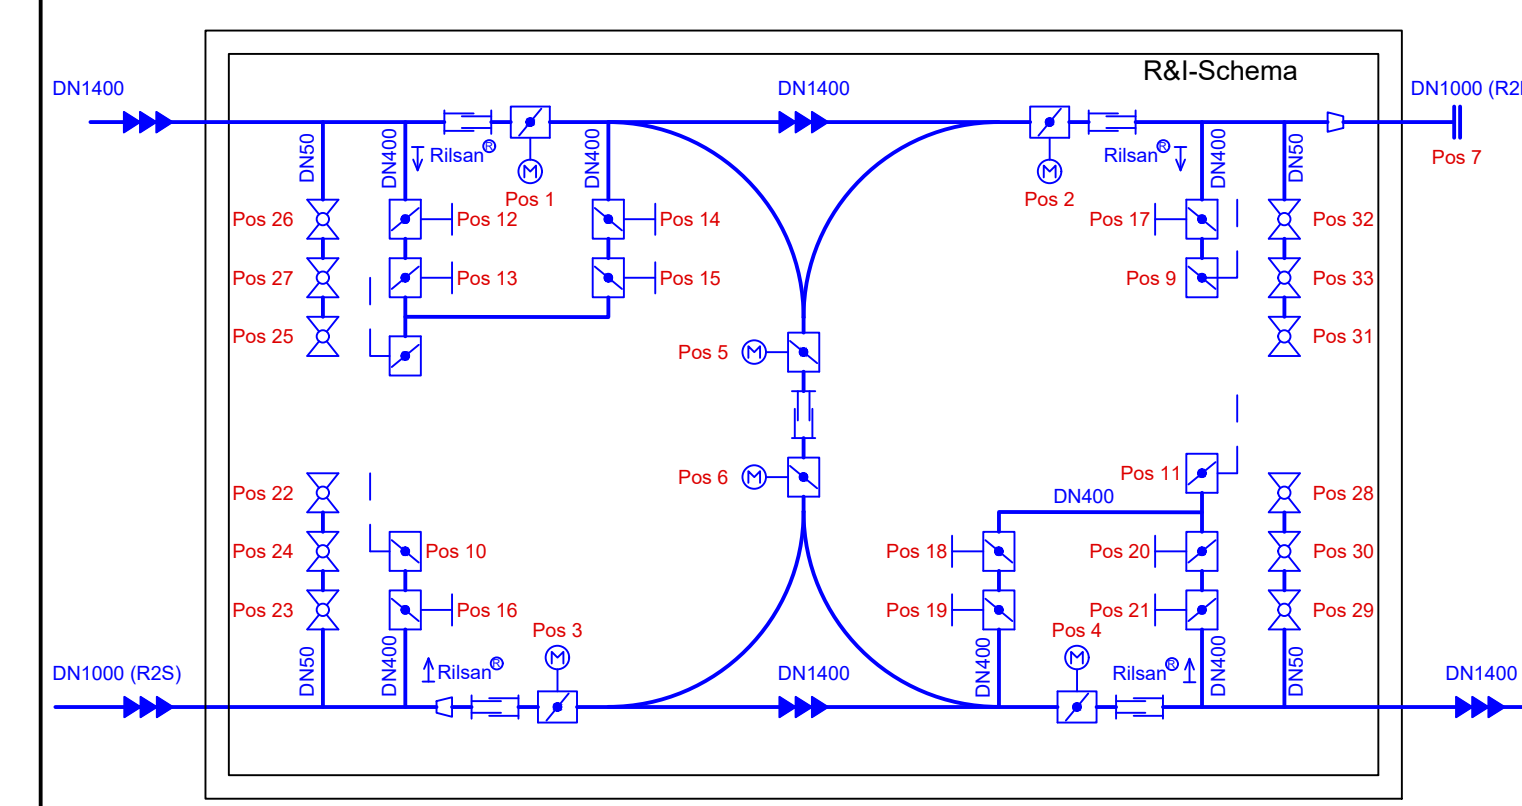 R&I-Schema
DN1400
DN1400
DN1000 (R2
DN50
DN400
Rilsan®
M
Pos 1
DN400
M
Pos 2
Rilsan®
DN400
DN50
Pos 7
Pos 26
Pos 12
Pos 14
Pos 17
Pos 32
Pos 27
Pos 13
Pos 15
Pos 9
Pos 33
Pos 25
Pos 5
M
Pos 31
Pos 6
M
Pos 11
DN400
Pos 22
Pos 28
Pos 24
Pos 10
Pos 18
Pos 20
Pos 30
Pos 23
Pos 16
Pos 19
Pos 21
Pos 29
Pos 3
M
Pos 4
M
DN1000 (R2S)
DN50
DN400
Rilsan®
DN1400
DN400
Rilsan®
DN400
DN50
DN1400